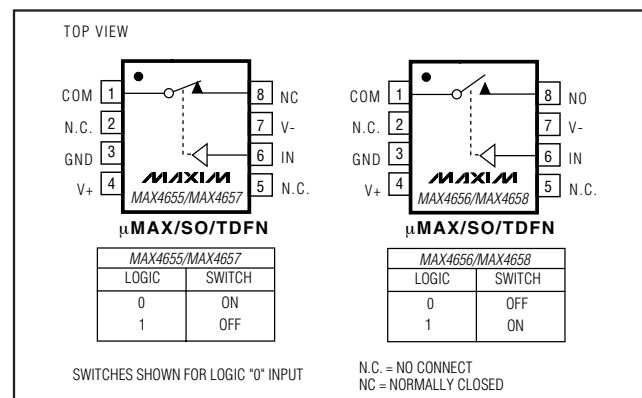 TOP VIEW
COM 1
N.C. 2
GND 3
V+ 4
8 NC
7 V-
6 IN
5 N.C.
MAXIM
MAX4655/MAX4657
µMAX/SO/TDFN
MAX4655/MAX4657
LOGIC SWITCH
0 ON
1 OFF
COM 1
N.C. 2
GND 3
V+ 4
8 NO
7 V-
6 IN
5 N.C.
MAXIM
MAX4656/MAX4658
µMAX/SO/TDFN
MAX4656/MAX4658
LOGIC SWITCH
0 OFF
1 ON
SWITCHES SHOWN FOR LOGIC "0" INPUT
N.C. = NO CONNECT
NC = NORMALLY CLOSED